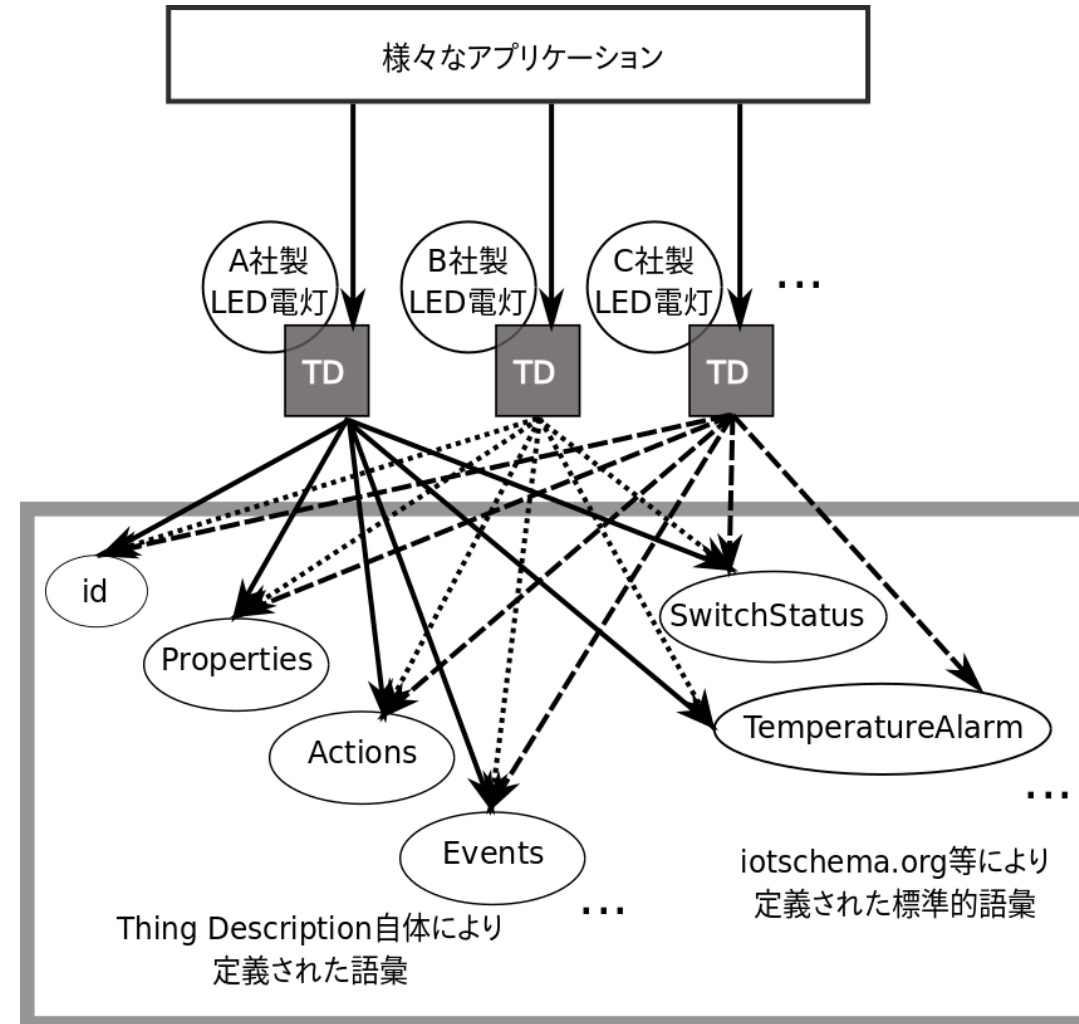 様々なアプリケーション
A社製
LED電灯
B社製
LED電灯
C社製
LED電灯
...
TD
TD
TD
id
Properties
Actions
Events
...
SwitchStatus
TemperatureAlarm
...
Thing Description自体により
定義された語彙
iotschema.org等により
定義された標準的語彙